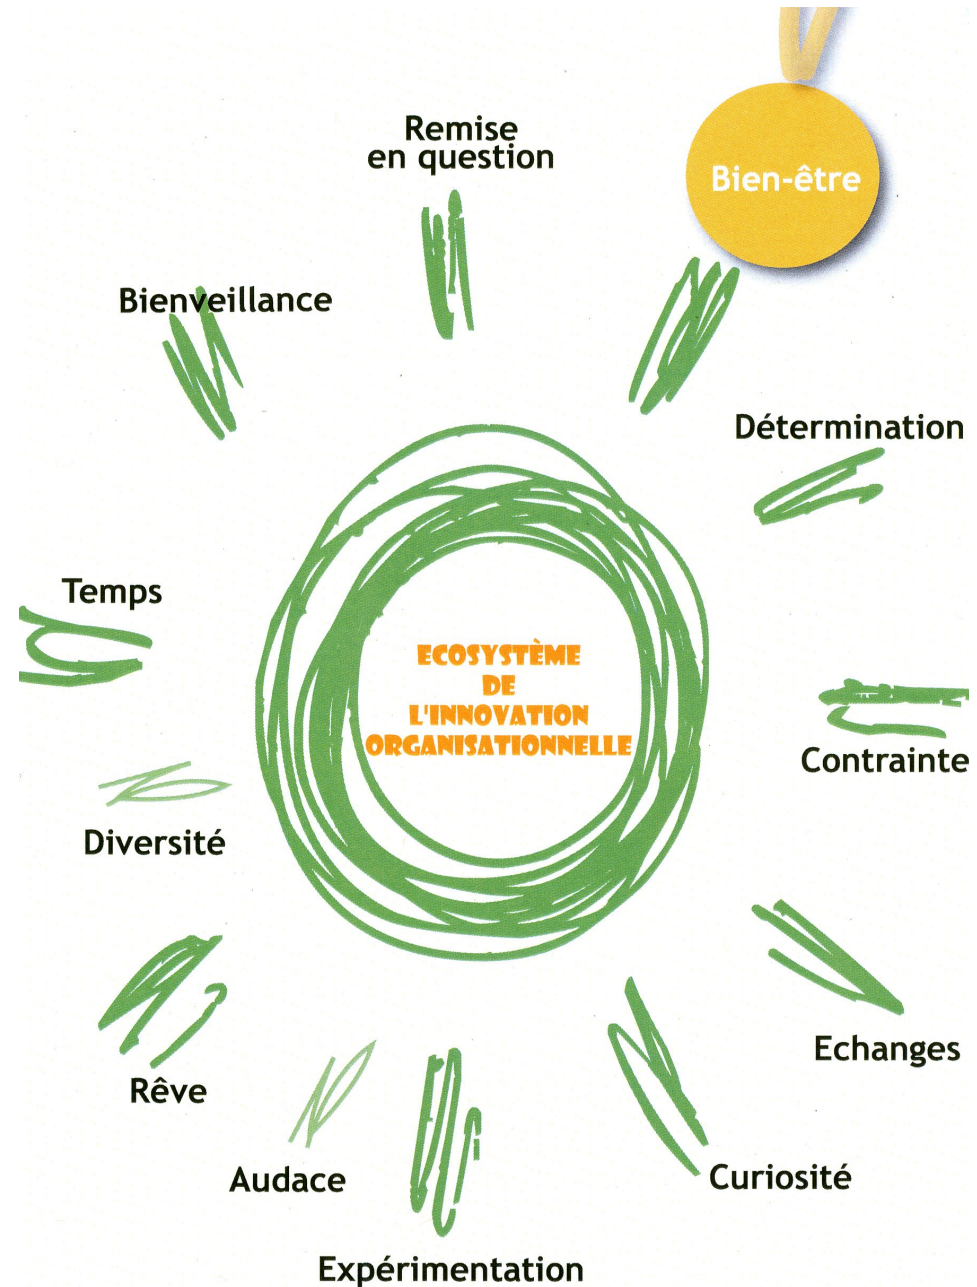 Remise
en question
Bien-être
Bienveillance
Détermination
Temps
ECOSYSTÈME
DE
L'INNOVATION
ORGANISATIONNELLE
Contrainte
Diversité
Echanges
Rêve
Audace
Curiosité
Expérimentation